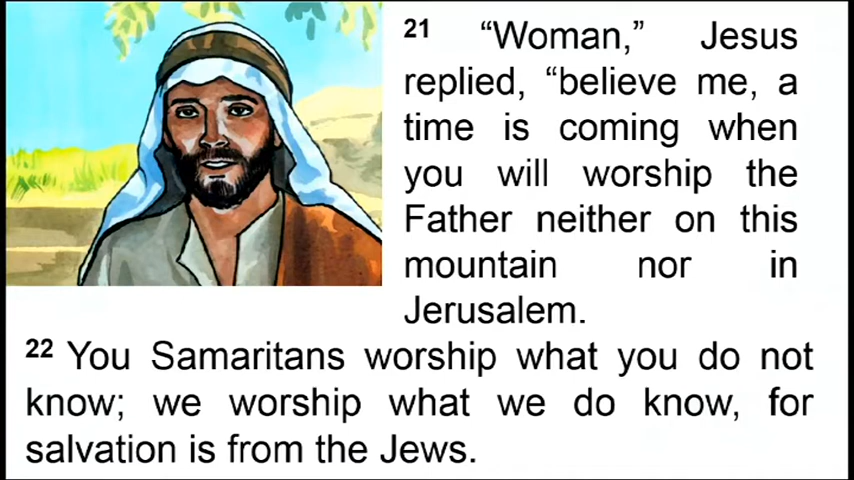 21 “Woman,” Jesus
replied, “believe me, a
time is coming when
you will worship the
Father neither on this
mountain nor in
Jerusalem.
22 You Samaritans worship what you do not
know; we worship what we do know, for
salvation is from the Jews.